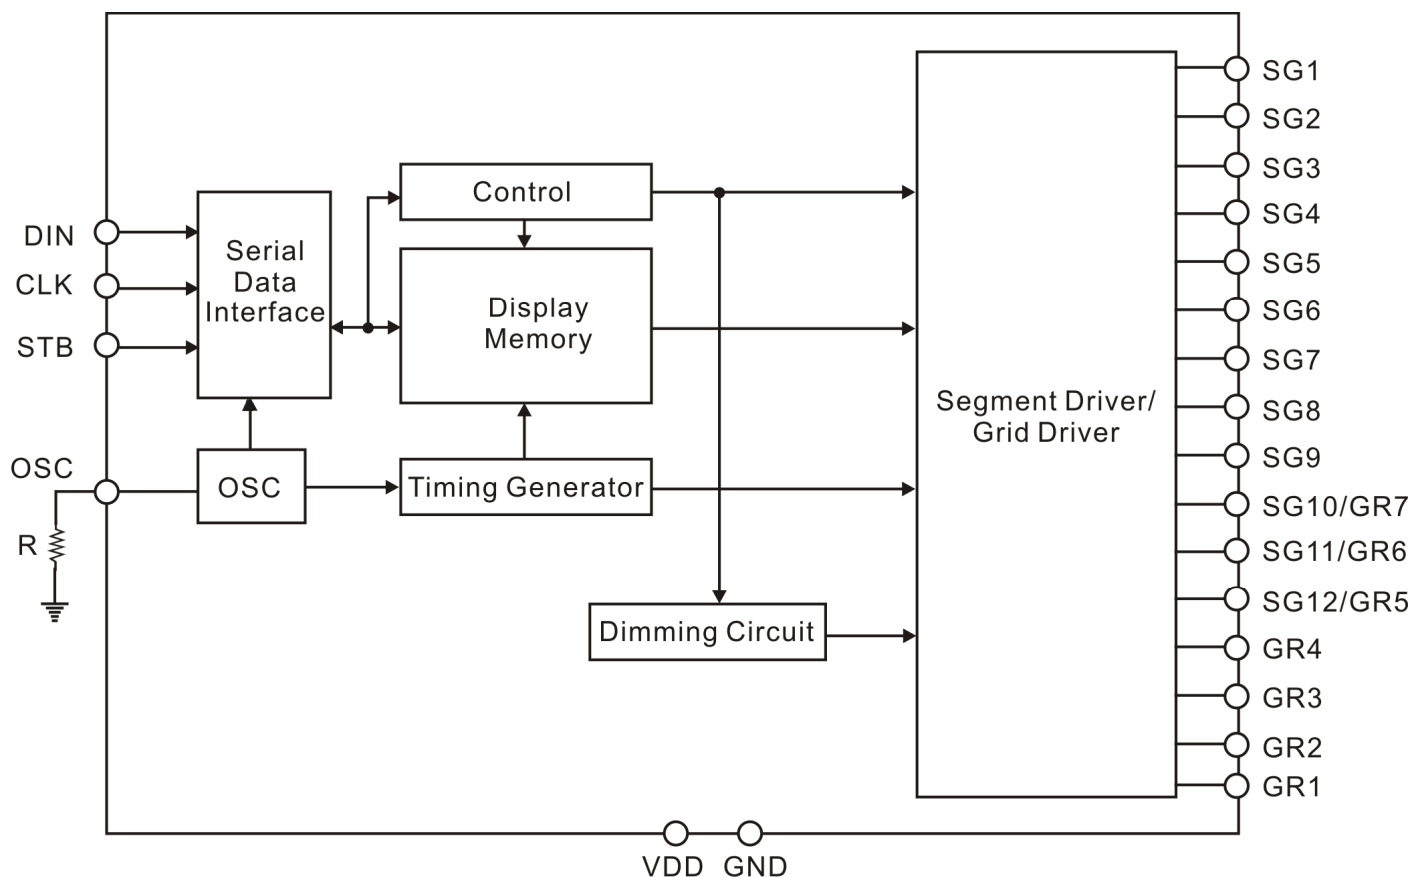 DIN
CLK
STB
OSC
R
Serial
Data
Interface
OSC
Control
Display
Memory
Timing Generator
Dimming Circuit
Segment Driver/
Grid Driver
SG1
SG2
SG3
SG4
SG5
SG6
SG7
SG8
SG9
SG10/GR7
SG11/GR6
SG12/GR5
GR4
GR3
GR2
GR1
VDD GND